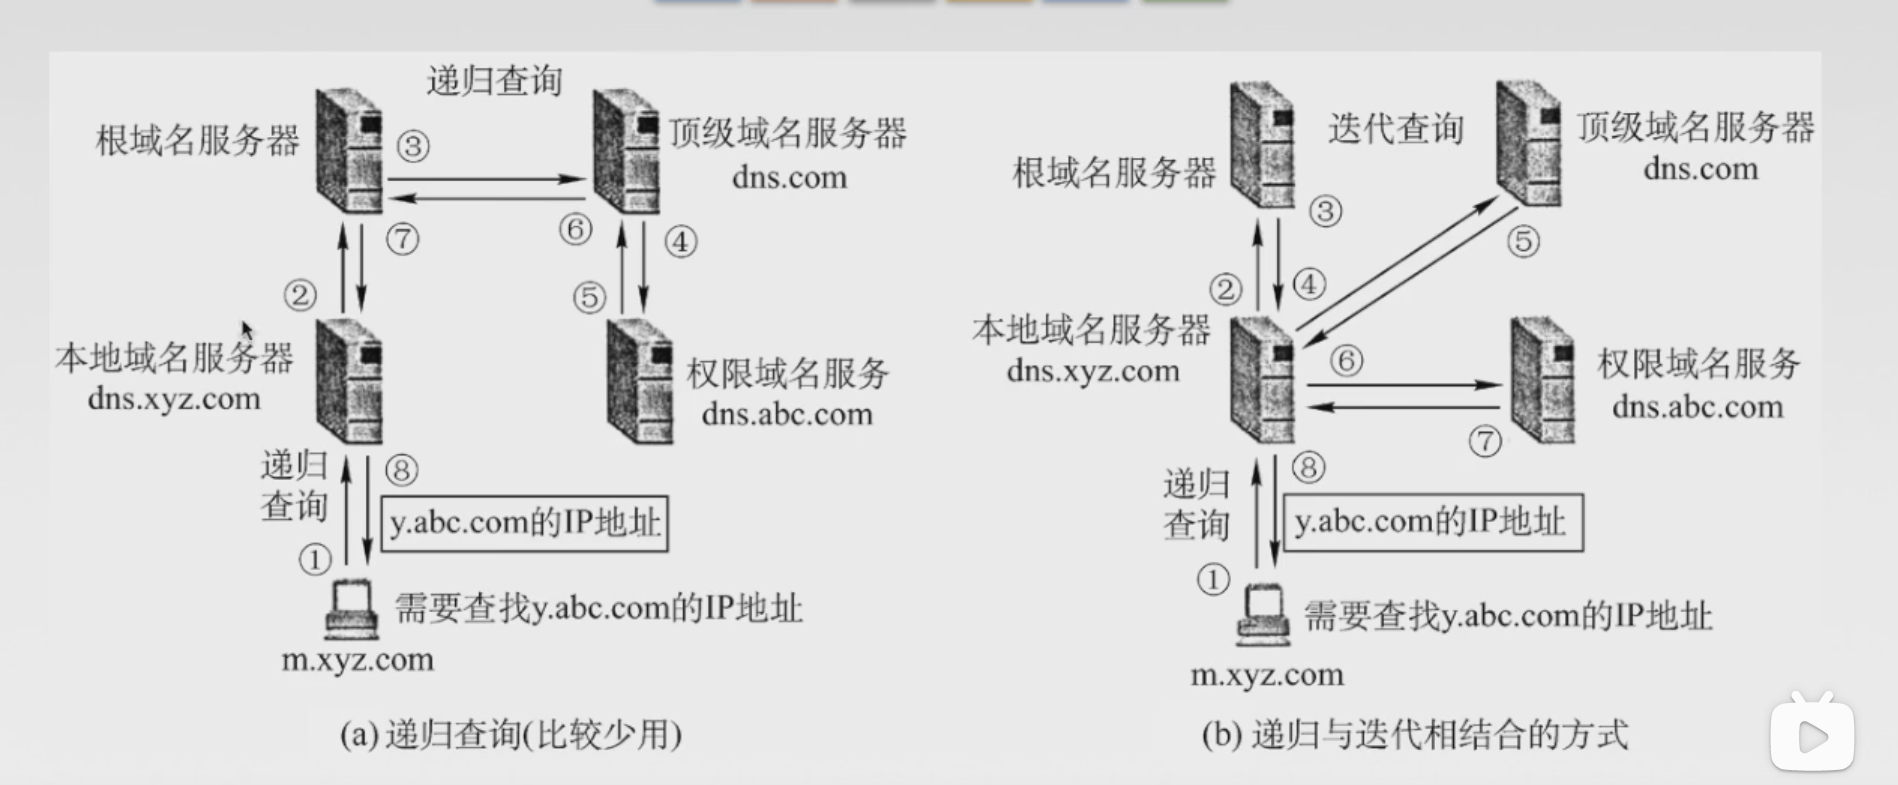 递归查询
根域名服务器
③
顶级域名服务器
dns.com
⑦
⑥
④
②
⑤
本地域名服务器
dns.xyz.com
权限域名服务
dns.abc.com
递归
查询
⑧
y.abc.com的IP地址
①
需要查找y.abc.com的IP地址
m.xyz.com
(a) 递归查询(比较少用)
迭代查询
根域名服务器
顶级域名服务器
dns.com
③
⑤
②
④
本地域名服务器
dns.xyz.com
⑥
权限域名服务
dns.abc.com
⑦
递归
查询
⑧
y.abc.com的IP地址
①
需要查找y.abc.com的IP地址
m.xyz.com
(b) 递归与迭代相结合的方式